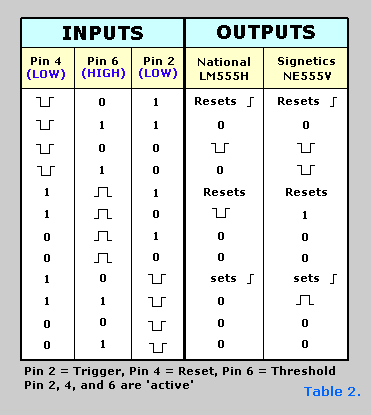 INPUTS OUTPUTS
Pin 4 Pin 6 Pin 2 National Signetics
(LOW) (HIGH) (LOW) LM555H NE555V
0 1 Resets Resets
1 1 0 0
0 0
1 0 0
1 1 Resets Resets
1 0 1
0 1 0 0
0 0 0 0
1 0 sets sets
1 1 0
0 0 0 0
0 1 0 0
Pin 2 = Trigger, Pin 4 = Reset, Pin 6 = Threshold
Pin 2, 4, and 6 are 'active'
Table 2.